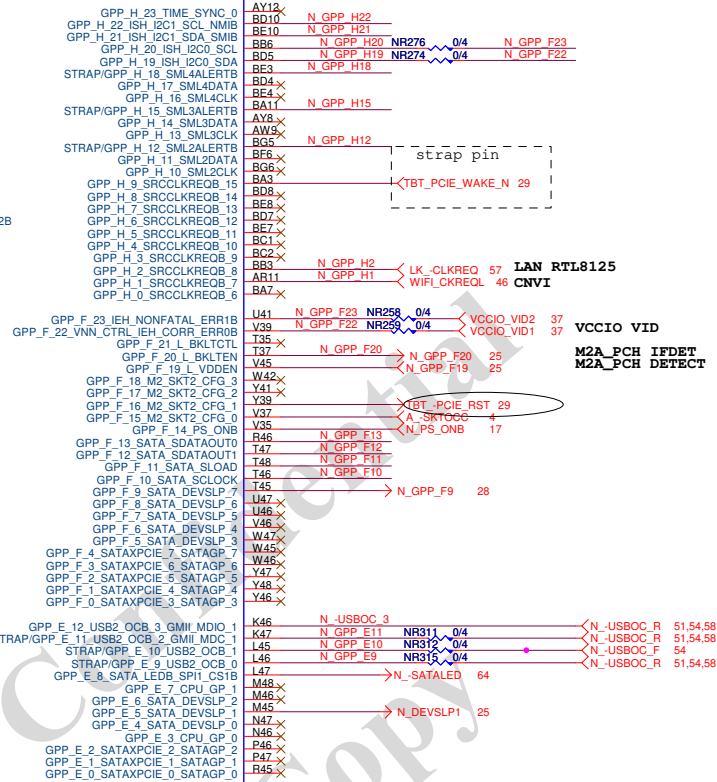 GPP_H_23_TIME_SYNC_0 AY12
GPP_H_22_ISH_I2C1_SCL_NMIB BD10 N_GPP_H22
GPP_H_21_ISH_I2C1_SDA_SMIB BE10 N_GPP_H21
GPP_H_20_ISH_I2C0_SCL BB6 N_GPP_H20 NR276 0/4 N_GPP_F23
GPP_H_19_ISH_I2C0_SDA BD5 N_GPP_H19 NR274 0/4 N_GPP_F22
STRAP/GPP_H_18_SML4ALERTB BE3 N_GPP_H18
GPP_H_17_SML4DATA BD4
GPP_H_16_SML4CLK BE4
STRAP/GPP_H_15_SML3ALERTB BA11 N_GPP_H15
GPP_H_14_SML3DATA AY8
GPP_H_13_SML3CLK AW9
STRAP/GPP_H_12_SML2ALERTB BG5 N_GPP_H12
strap pin
GPP_H_11_SML2DATA BF6
GPP_H_10_SML2CLK BG6
GPP_H_9_SRCCLKREQB_15 BA3 TBT_PCIE_WAKE_N 29
GPP_H_8_SRCCLKREQB_14 BD8
GPP_H_7_SRCCLKREQB_13 BE8
2B GPP_H_6_SRCCLKREQB_12 BD7
GPP_H_5_SRCCLKREQB_11 BE7
GPP_H_4_SRCCLKREQB_10 BC1
GPP_H_3_SRCCLKREQB_9 BC2
GPP_H_2_SRCCLKREQB_8 BB3 N_GPP_H2 LK_-CLKREQ 57 LAN RTL8125
GPP_H_1_SRCCLKREQB_7 AR11 N_GPP_H1 WIFI_CKREQL 46 CNVI
GPP_H_0_SRCCLKREQB_6 BA7
GPP_F_23_IEH_NONFATAL_ERR1B U41 N_GPP_F23 NR258 0/4 VCCIO_VID2 37
GPP_F_22_VNN_CTRL_IEH_CORR_ERR0B V39 N_GPP_F22 NR259 0/4 VCCIO_VID1 37 VCCIO VID
GPP_F_21_L_BKLTCTL T35
GPP_F_20_L_BKLTEN T37 N_GPP_F20 N_GPP_F20 25 M2A_PCH IFDET
GPP_F_19_L_VDDEN V45 N_GPP_F19 25 M2A_PCH DETECT
GPP_F_18_M2_SKT2_CFG_3 W42
GPP_F_17_M2_SKT2_CFG_2 Y41
GPP_F_16_M2_SKT2_CFG_1 Y39 TBT_-PCIE_RST 29
GPP_F_15_M2_SKT2_CFG_0 V37 A_-SKTOCC 4
GPP_F_14_PS_ONB V35 N_PS_ONB 17
GPP_F_13_SATA_SDATAOUT0 R46 N_GPP_F13
GPP_F_12_SATA_SDATAOUT1 T47 N_GPP_F12
GPP_F_11_SATA_SLOAD T48 N_GPP_F11
GPP_F_10_SATA_SCLOCK T46 N_GPP_F10
GPP_F_9_SATA_DEVSLP_7 T45 N_GPP_F9 28
GPP_F_8_SATA_DEVSLP_6 U47
GPP_F_7_SATA_DEVSLP_5 U46
GPP_F_6_SATA_DEVSLP_4 V46
GPP_F_5_SATA_DEVSLP_3 W47
GPP_F_4_SATAXPCIE_7_SATAGP_7 W45
GPP_F_3_SATAXPCIE_6_SATAGP_6 W46
GPP_F_2_SATAXPCIE_5_SATAGP_5 Y47
GPP_F_1_SATAXPCIE_4_SATAGP_4 Y48
GPP_F_0_SATAXPCIE_3_SATAGP_3 Y46
GPP_E_12_USB2_OCB_3_GMII_MDIO_1 K46 N_-USBOC_3 N_-USBOC_R 51,54,58
TRAP/GPP_E_11_USB2_OCB_2_GMII_MDC_1 K47 N_GPP_E11 NR311 0/4 N_-USBOC_R 51,54,58
STRAP/GPP_E_10_USB2_OCB_1 L45 N_GPP_E10 NR312 0/4 N_-USBOC_F 54
STRAP/GPP_E_9_USB2_OCB_0 L46 N_GPP_E9 NR315 0/4 N_-USBOC_R 51,54,58
GPP_E_8_SATA_LEDB_SPI1_CS1B L47 N_-SATALED 64
GPP_E_7_CPU_GP_1 M48
GPP_E_6_SATA_DEVSLP_2 M46
GPP_E_5_SATA_DEVSLP_1 M45 N_DEVSLP1 25
GPP_E_4_SATA_DEVSLP_0 N47
GPP_E_3_CPU_GP_0 N46
GPP_E_2_SATAXPCIE_2_SATAGP_2 P46
GPP_E_1_SATAXPCIE_1_SATAGP_1 P47
GPP_E_0_SATAXPCIE_0_SATAGP_0 R45
Confidential
Copy